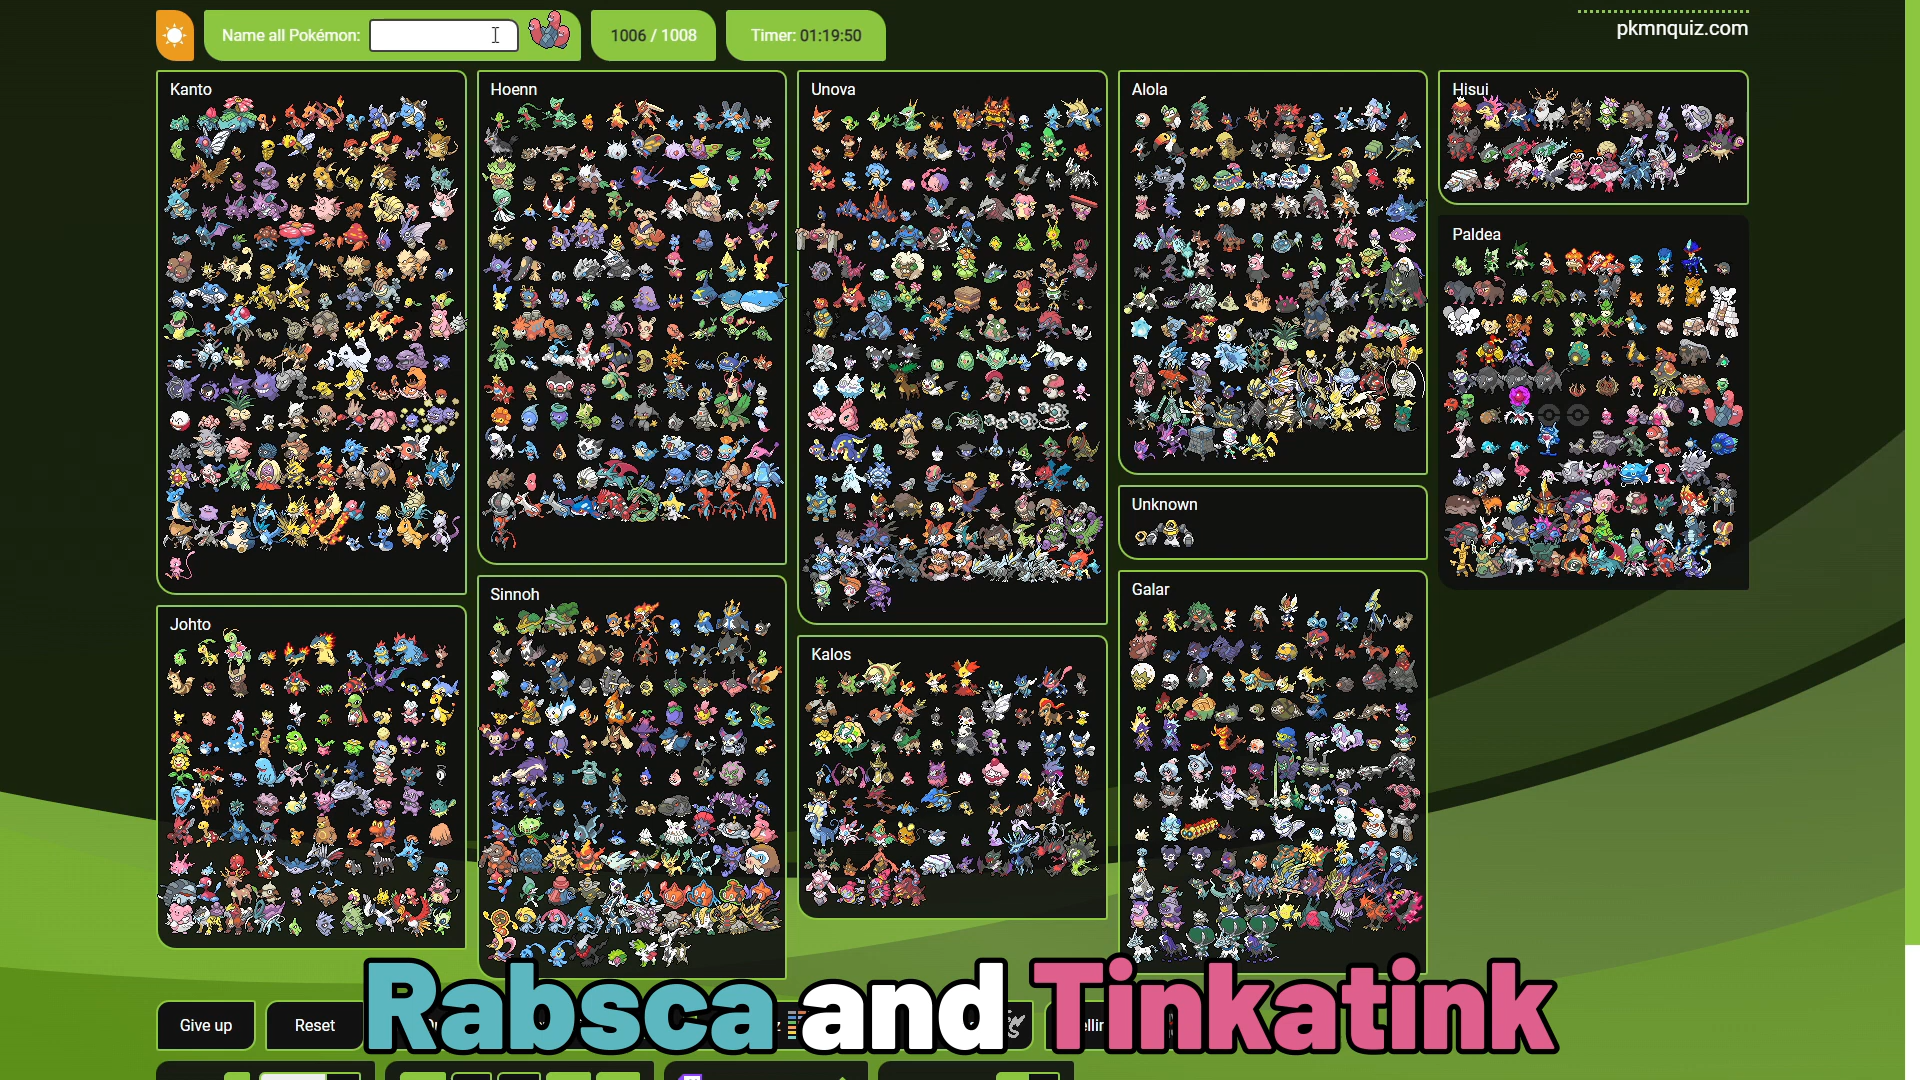 Name all Pokémon:
1006 / 1008
Timer: 01:19:50
pkmnquiz.com
Kanto
Hoenn
Unova
Alola
Hisui
Paldea
Unknown
Sinnoh
Galar
Johto
Kalos
Give up
Reset
Rabsca and Tinkatink